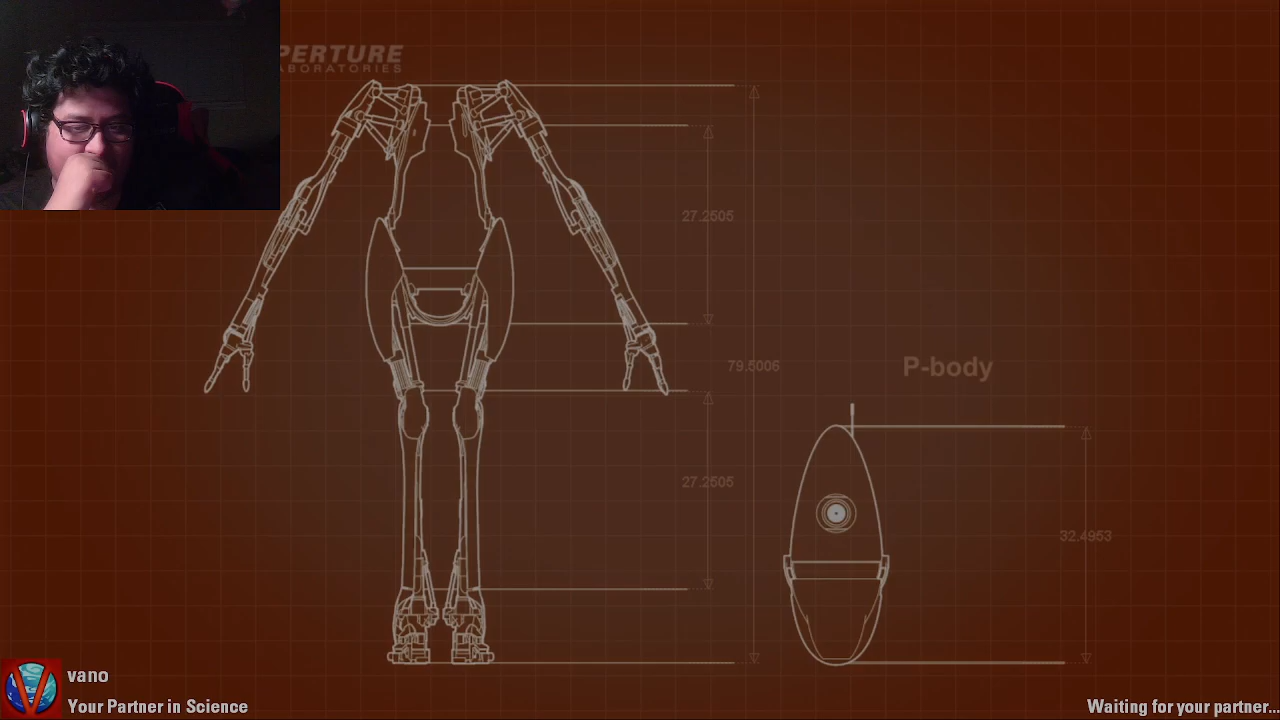 PERTURE
ABORATORIES
27.2505
79.5006
P-body
27.2505
32.4953
vano
Your Partner in Science
Waiting for your partner...